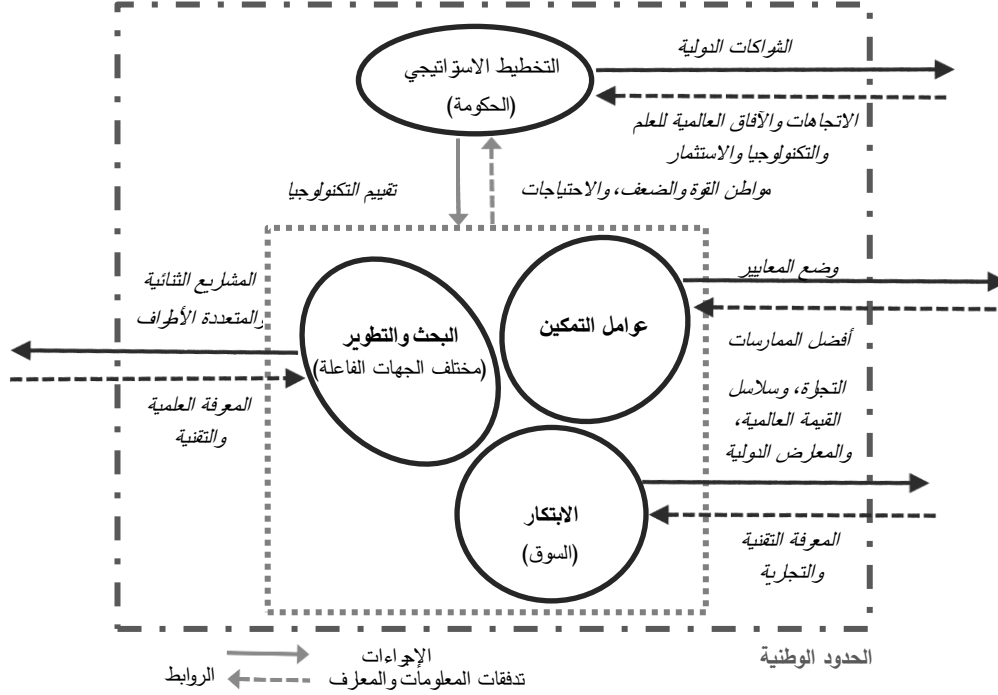 الشراكات الدولية
التخطيط الاستراتيجي
(الحكومة)
الاتجاهات والآفاق العالمية للعلم
والتكنولوجيا والاستثمار
تقييم التكنولوجيا
مواطن القوة والضعف، والاحتياجات
وضع المعايير
المشاريع الثنائية
والمتعددة الأطراف
عوامل التمكين
البحث والتطوير
(مختلف الجهات الفاعلة)
أفضل الممارسات
التجارة، وسلاسل
القيمة العالمية،
والمعارض الدولية
المعرفة العلمية
والتقنية
الابتكار
(السوق)
المعرفة التقنية
والتجارية
الحدود الوطنية
الإجراءات
تدفقات المعلومات والمعارف
الروابط